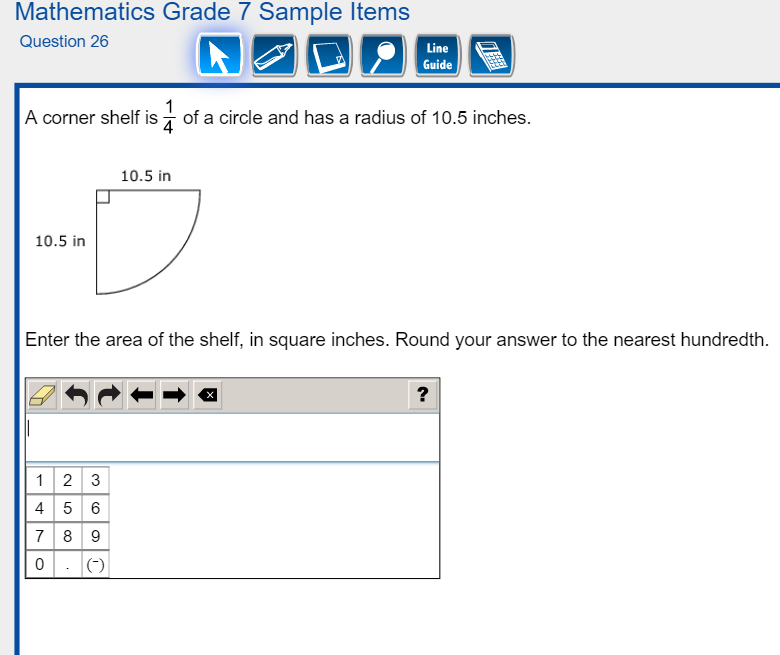 Mathematics Grade 7 Sample Items
Question 26
Line
Guide
A corner shelf is 1/4 of a circle and has a radius of 10.5 inches.
10.5 in
10.5 in
Enter the area of the shelf, in square inches. Round your answer to the nearest hundredth.
?
1 2 3
4 5 6
7 8 9
0 . (-)